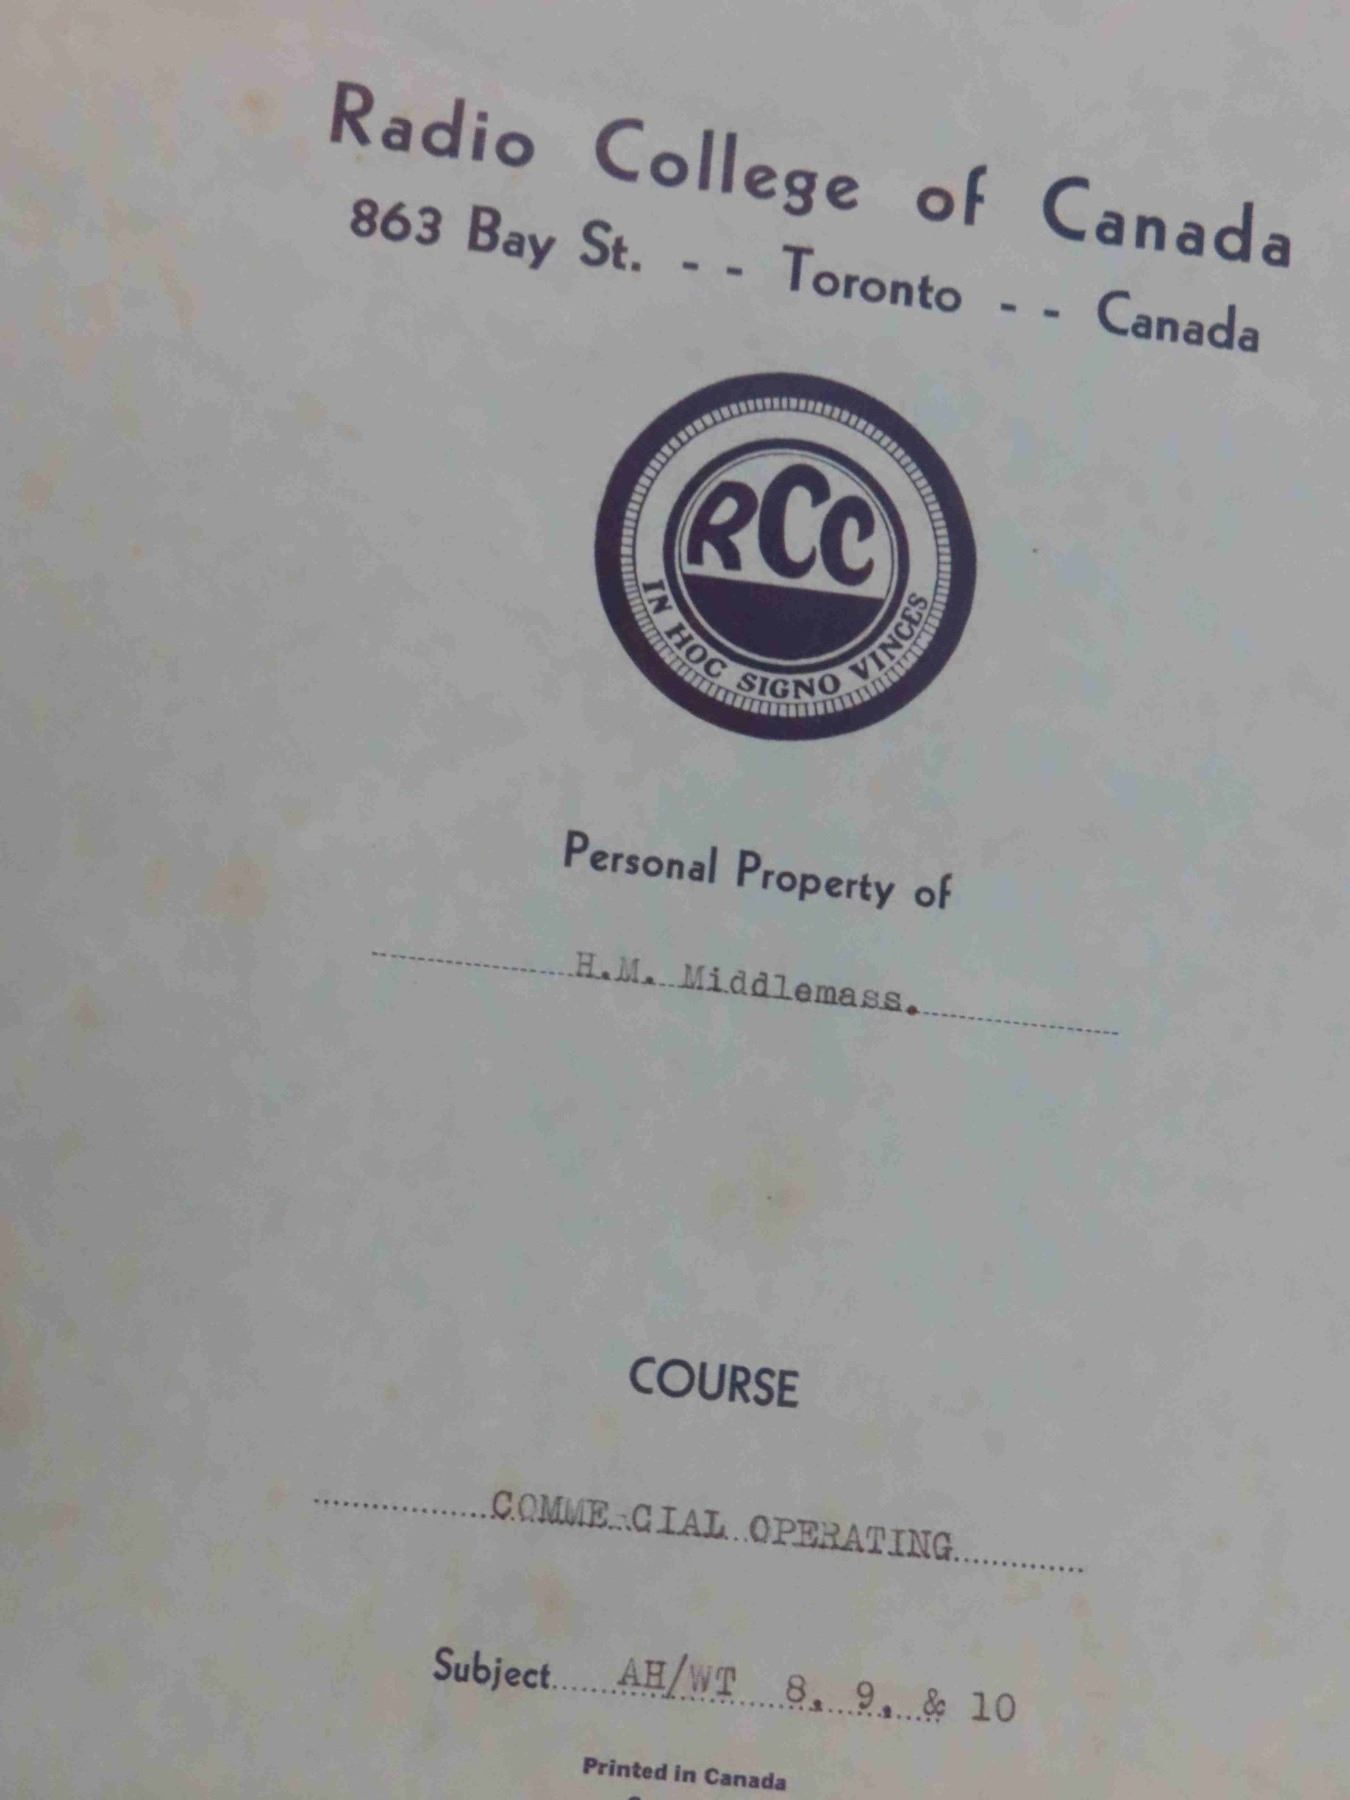 Radio College of Canada
863 Bay St. - - Toronto - - Canada
RCC
IN HOC SIGNO VINCES
Personal Property of
H.M. Middlemass.
COURSE
COMME-CIAL OPERATING
Subject AH/WT 8, 9, & 10
Printed in Canada